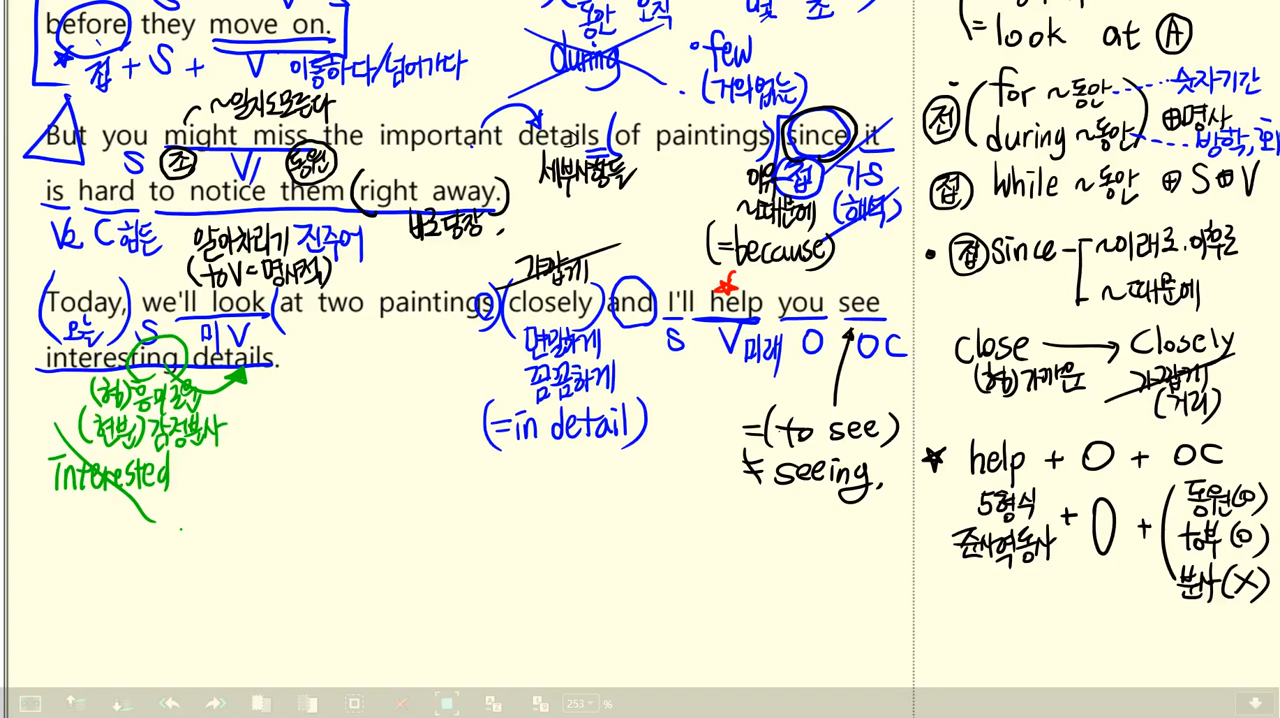 before they move on.
접 + S + V 이동하다/넘어가다
동안 오직 몇 초
during
• few
(거의없는)
~일지도모른다
But you might miss the important details (of paintings) since it
S 조 V 동원
세부사항들
이유 접 가S
~때문에 (해석)
(=because)
is hard to notice them (right away.)
V2 C 힘든 알아차리기 진주어
(toV=명사적)
바로당장,
가깝게
(Today,) we'll look (at two paintings) (closely) and I'll help you see
오늘 S 미 V
S V 미래 O OC
면밀하게
꼼꼼하게
(=in detail)
=(to see)
≠ seeing,
interesting details.
(형)흥미로운
(현분)감정분사
interested
=look at A
전 (for ~동안 숫자기간
during ~동안) ⊕명사 방학,
접 While ~동안 ⊕ S ⊕ V
• 접 since ~이래로.이후로
~때문에
close → closely
(형)가까운 가깝게
(거리)
★ help + O + OC
5형식
준사역동사 + O + (동원(o)
to부(o)
분사(X)
253 %